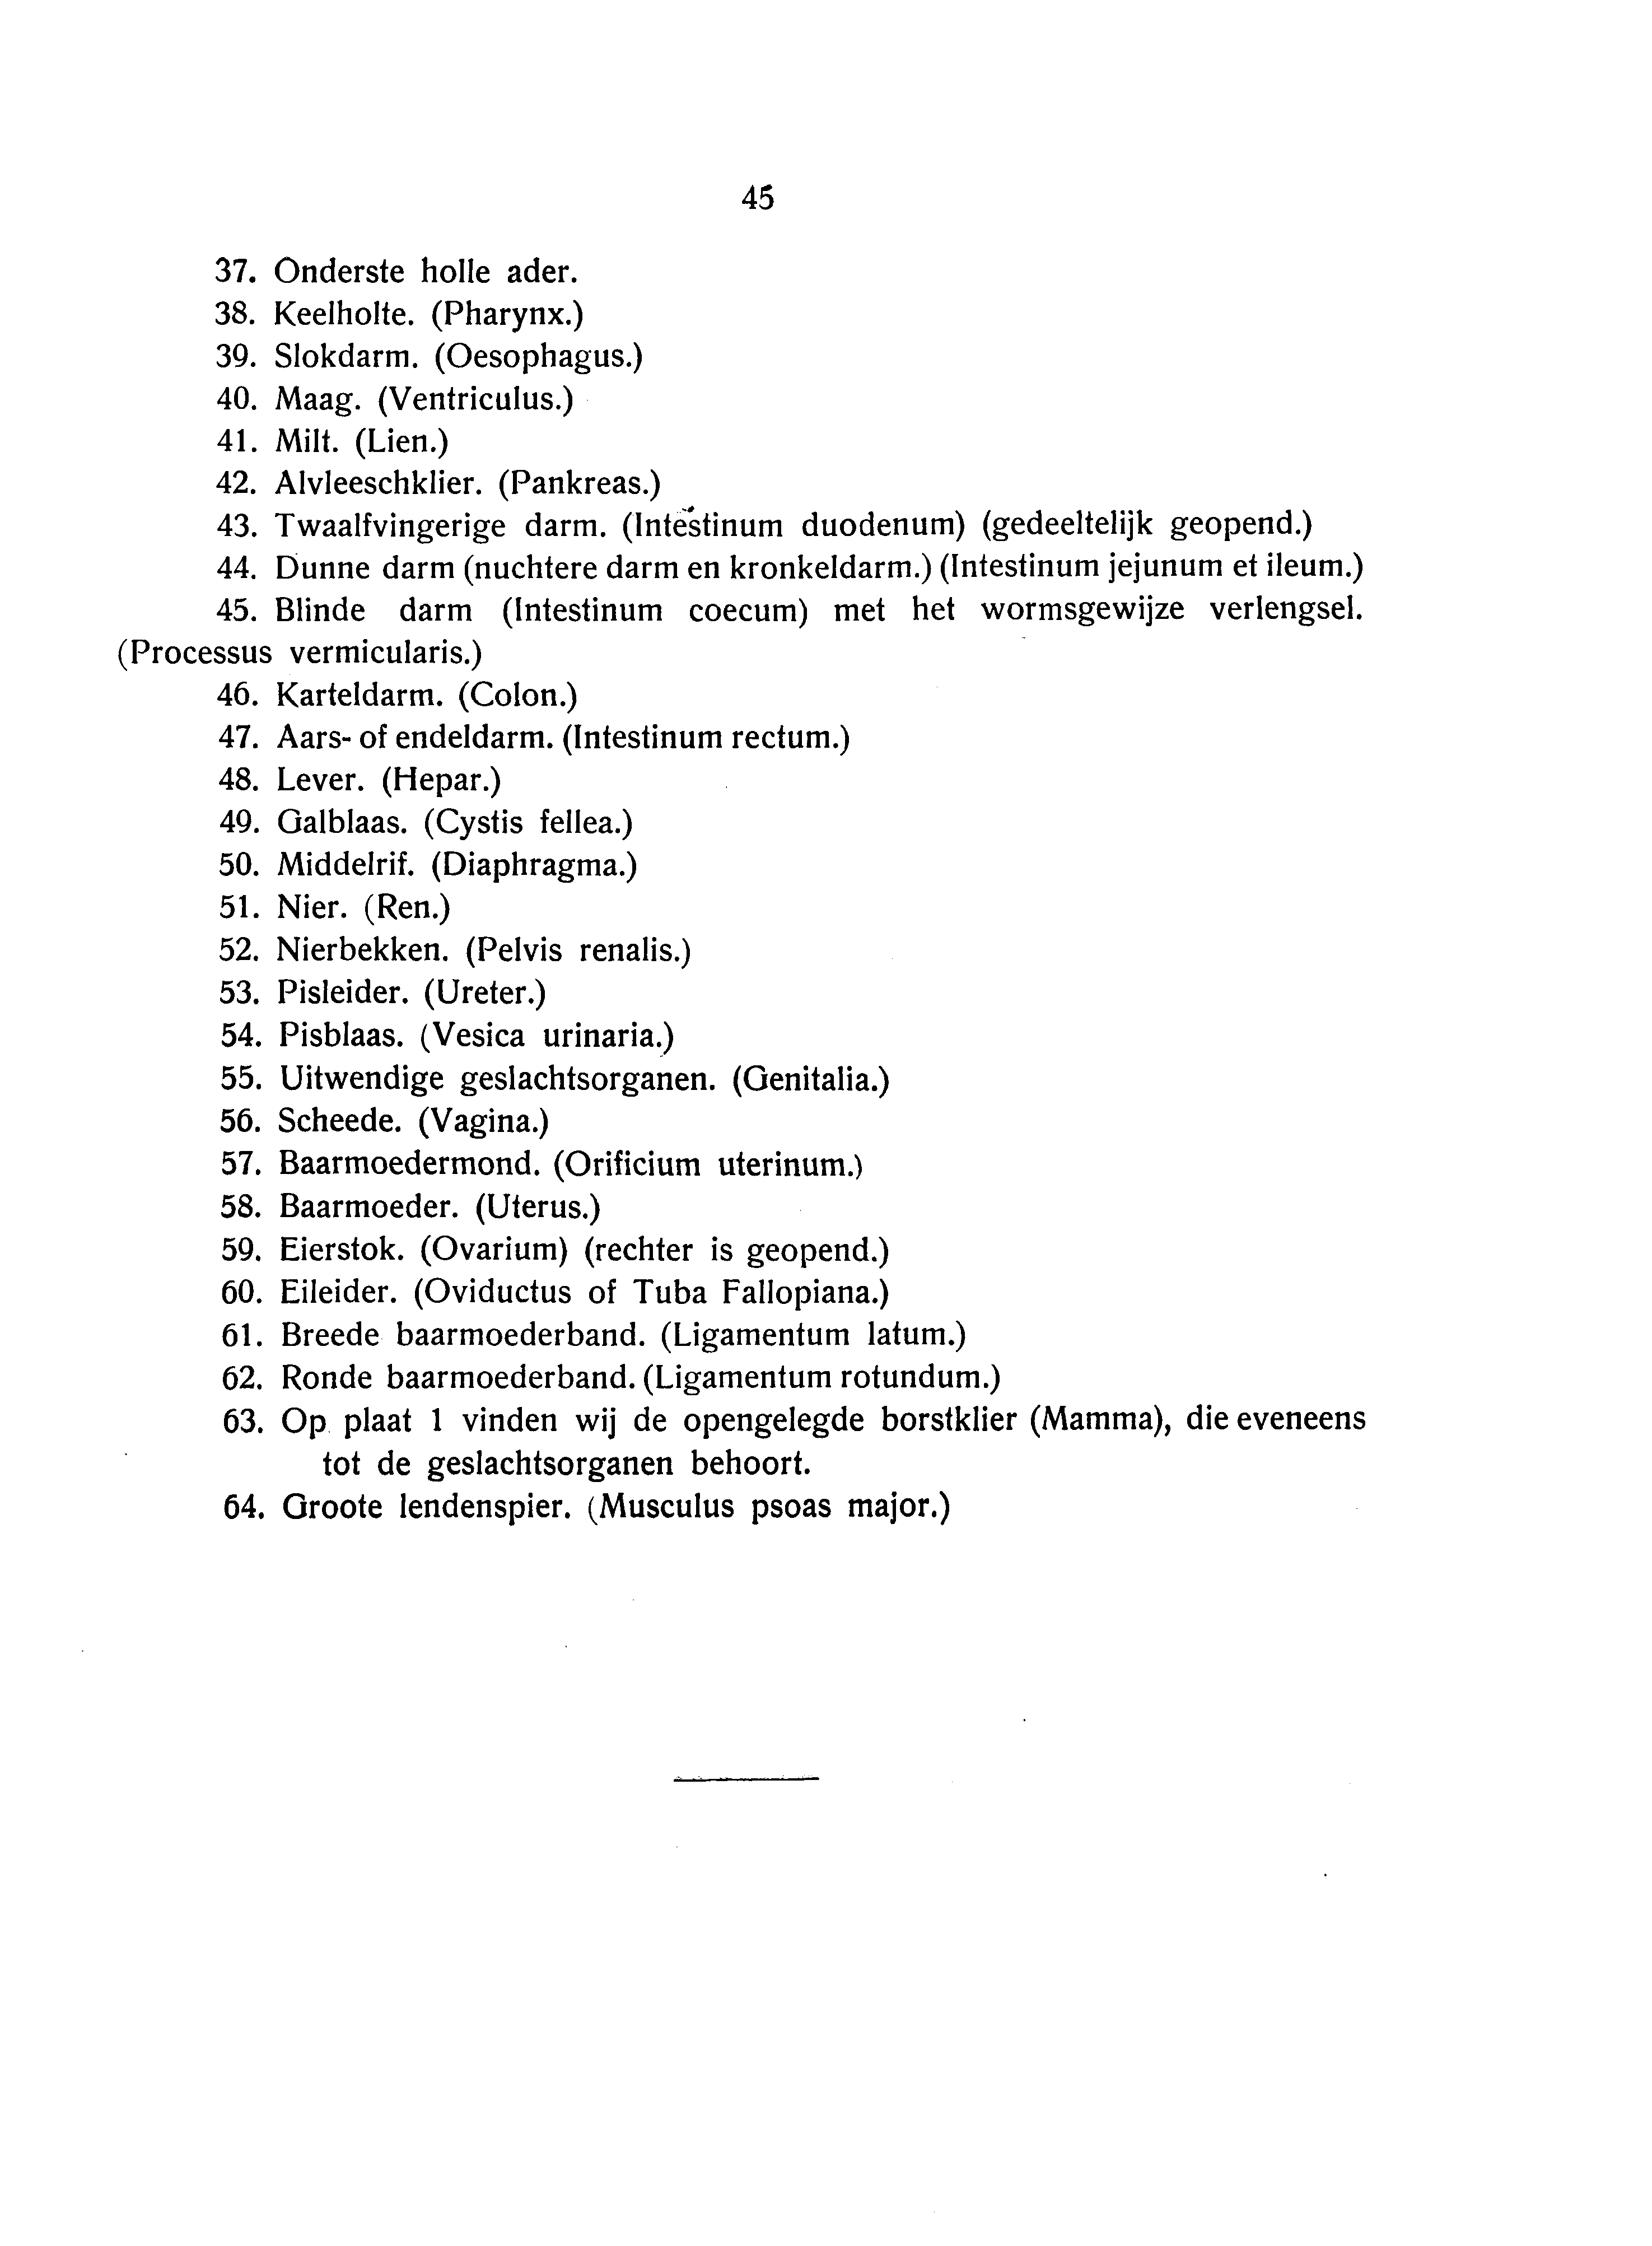 45
37. Onderste holle ader.
38. Keelholte. (Pharynx.)
39. Slokdarm. (Oesophagus.)
40. Maag. (Ventriculus.)
41. Milt. (Lien.)
42. Alvleeschklier. (Pankreas.)
43. Twaalfvingerige darm. (Intestinum duodenum) (gedeeltelijk geopend.)
44. Dunne darm (nuchtere darm en kronkeldarm.) (Intestinum jejunum et ileum.)
45. Blinde darm (Intestinum coecum) met het wormsgewijze verlengsel.
(Processus vermicularis.)
46. Karteldarm. (Colon.)
47. Aars- of endeldarm. (Intestinum rectum.)
48. Lever. (Hepar.)
49. Galblaas. (Cystis fellea.)
50. Middelrif. (Diaphragma.)
51. Nier. (Ren.)
52. Nierbekken. (Pelvis renalis.)
53. Pisleider. (Ureter.)
54. Pisblaas. (Vesica urinaria.)
55. Uitwendige geslachtsorganen. (Genitalia.)
56. Scheede. (Vagina.)
57. Baarmoedermond. (Orificium uterinum.)
58. Baarmoeder. (Uterus.)
59. Eierstok. (Ovarium) (rechter is geopend.)
60. Eileider. (Oviductus of Tuba Fallopiana.)
61. Breede baarmoederband. (Ligamentum latum.)
62. Ronde baarmoederband. (Ligamentum rotundum.)
63. Op plaat 1 vinden wij de opengelegde borstklier (Mamma), die eveneens
tot de geslachtsorganen behoort.
64. Groote lendenspier. (Musculus psoas major.)